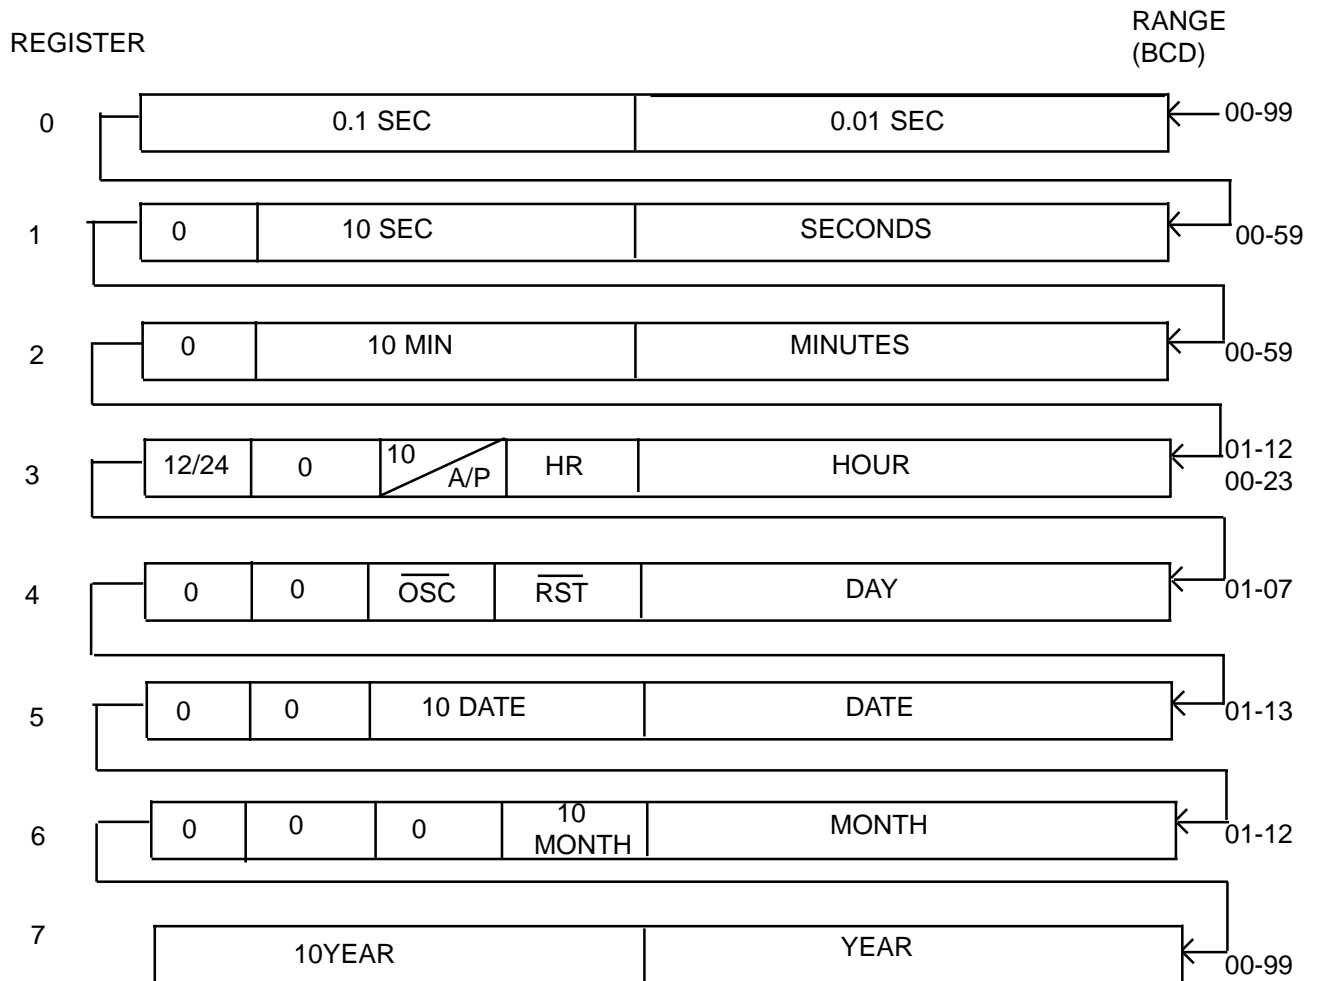 REGISTER
RANGE
(BCD)
0 0.1 SEC 0.01 SEC 00-99
1 0 10 SEC SECONDS 00-59
2 0 10 MIN MINUTES 00-59
3 12/24 0 10 A/P HR HOUR 01-12
00-23
4 0 0 OSC RST DAY 01-07
5 0 0 10 DATE DATE 01-13
6 0 0 0 10 MONTH MONTH 01-12
7 10YEAR YEAR 00-99